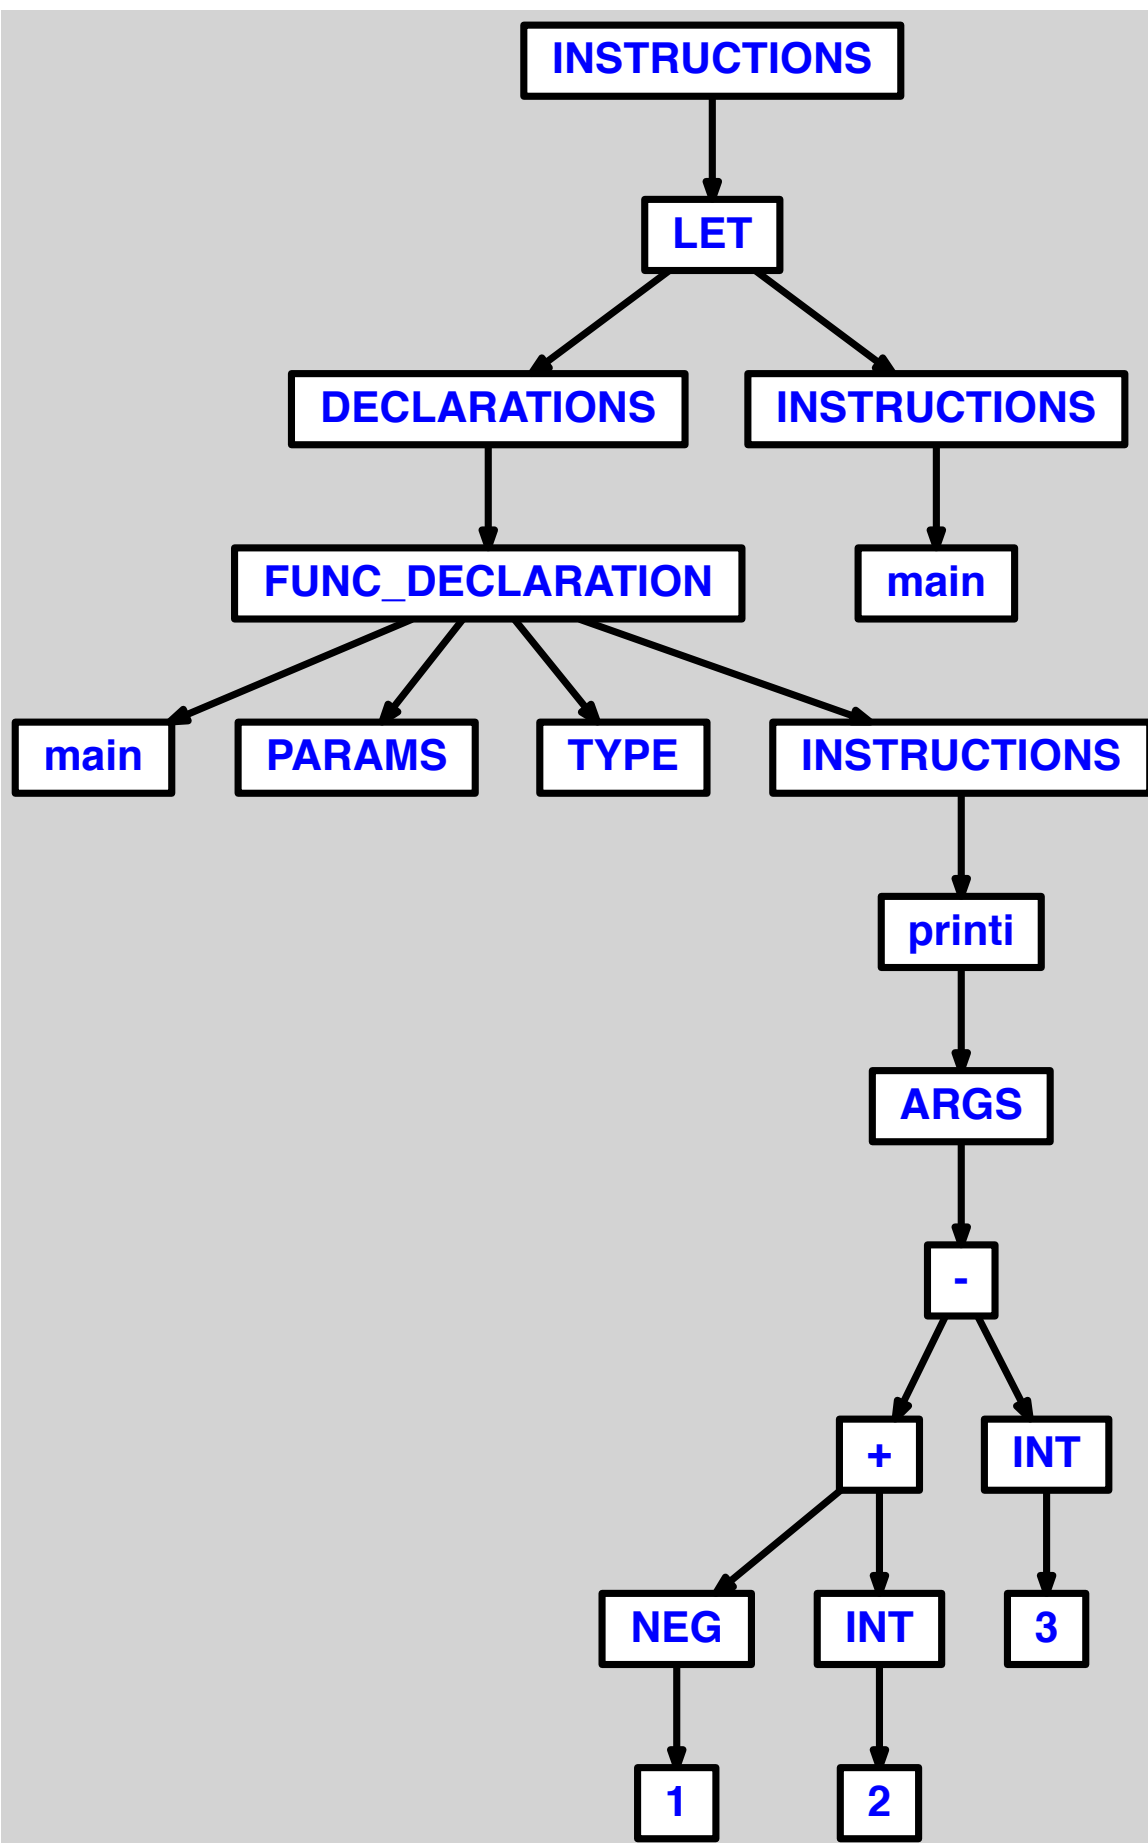 INSTRUCTIONS
LET
DECLARATIONS
INSTRUCTIONS
FUNC_DECLARATION
main
main
PARAMS
TYPE
INSTRUCTIONS
printi
ARGS
-
+
INT
NEG
INT
3
1
2